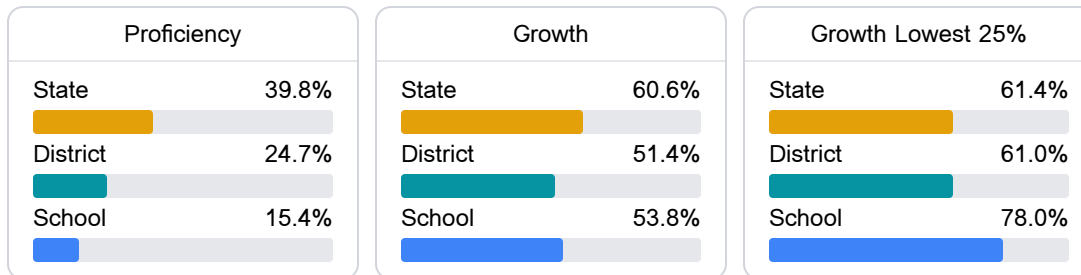 Proficiency
State 39.8%
District 24.7%
School 15.4%
Growth
State 60.6%
District 51.4%
School 53.8%
Growth Lowest 25%
State 61.4%
District 61.0%
School 78.0%